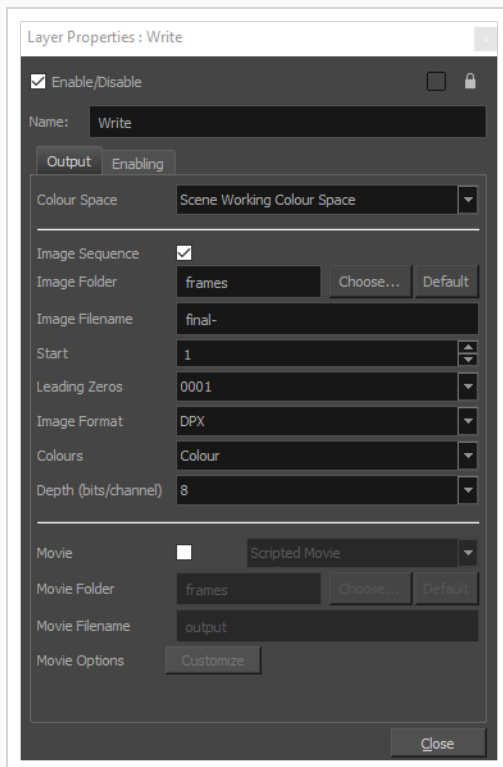 Layer Properties : Write
x
Enable/Disable
Name: Write
Output Enabling
Colour Space Scene Working Colour Space
Image Sequence
Image Folder frames Choose... Default
Image Filename final-
Start 1
Leading Zeros 0001
Image Format DPX
Colours Colour
Depth (bits/channel) 8
Movie Scripted Movie
Movie Folder frames Choose... Default
Movie Filename output
Movie Options Customize
Close